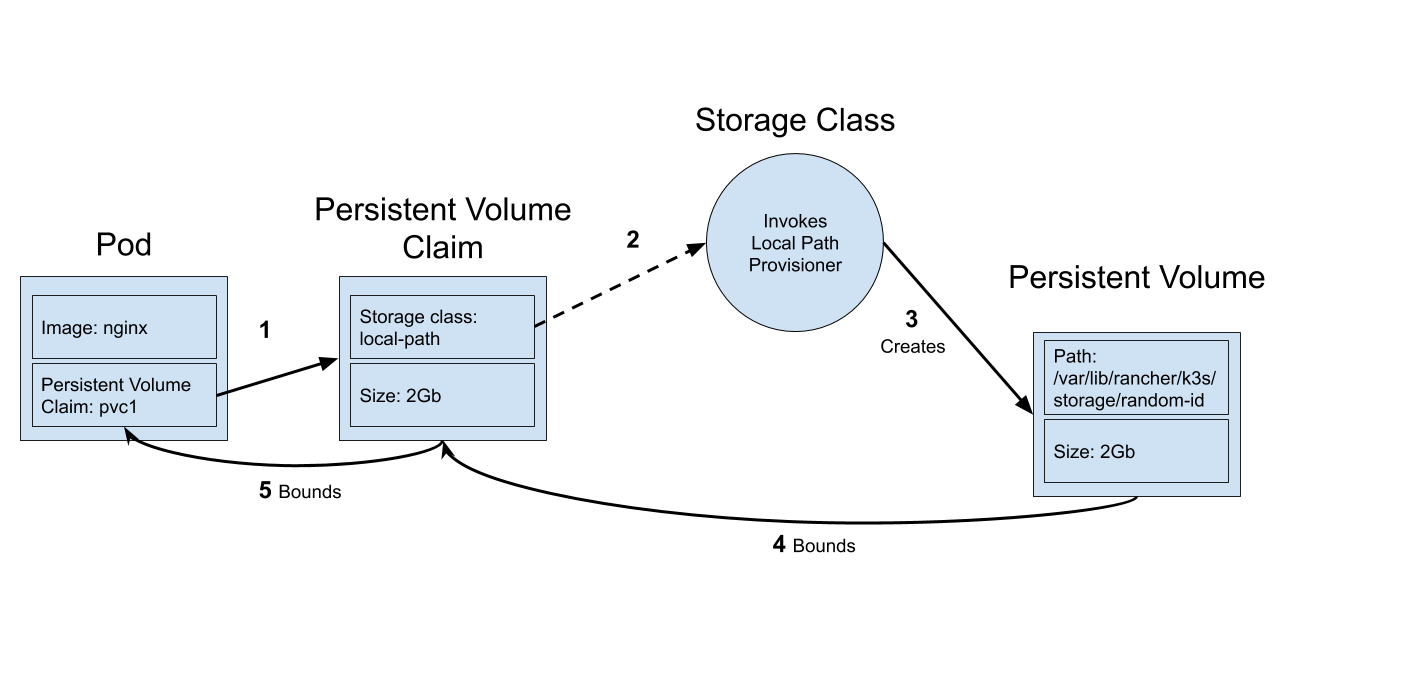 Storage Class
Invokes
Local Path
Provisioner
Persistent Volume
Claim
Pod
2
Persistent Volume
1
3
Creates
Image: nginx
Persistent Volume
Claim: pvc1
Storage class:
local-path
Size: 2Gb
Path:
/var/lib/rancher/k3s/
storage/random-id
Size: 2Gb
5 Bounds
4 Bounds